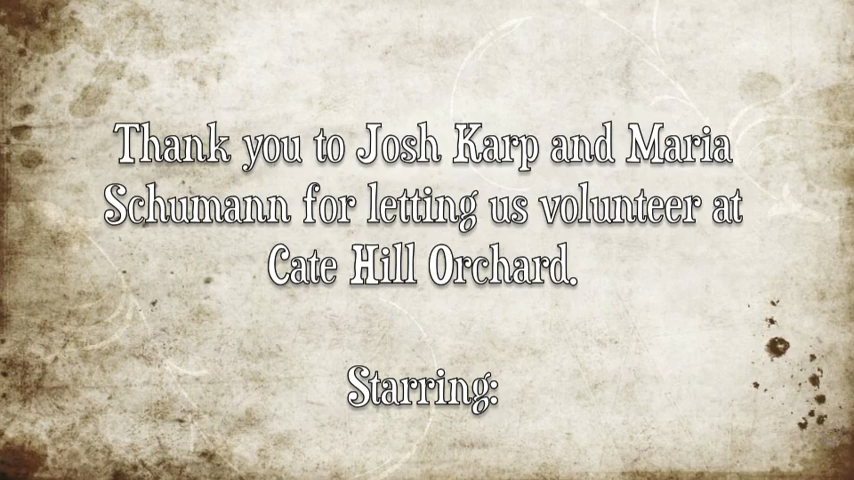 Thank you to Josh Karp and Maria
Schumann for letting us volunteer at
Cate Hill Orchard.
Starring: